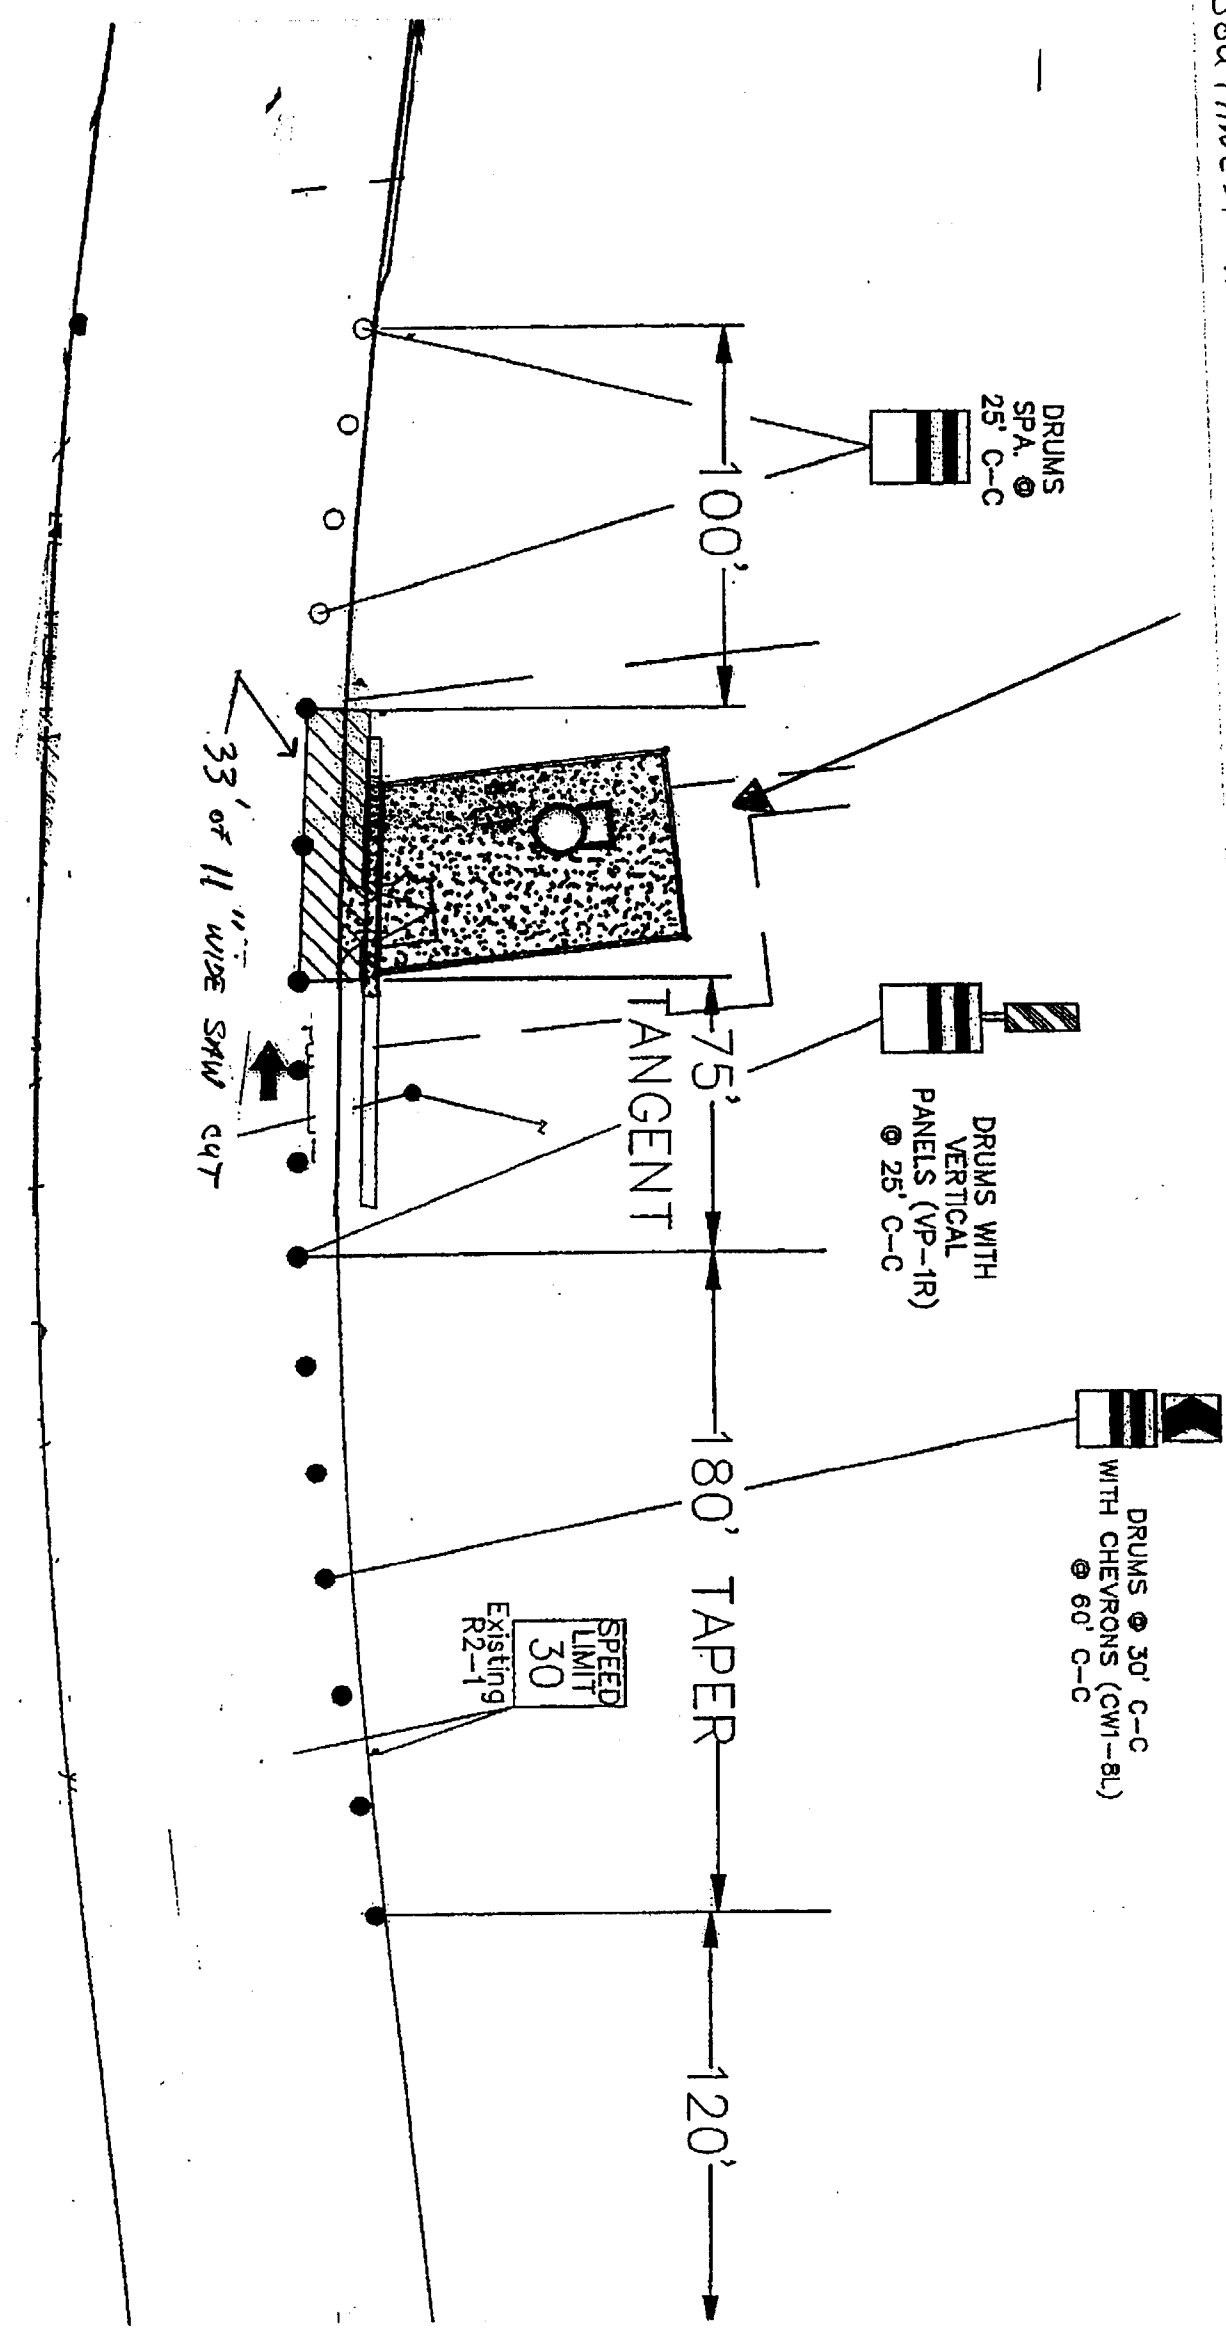 DRUMS
SPA. @
25' C-C
100'
33' of 11" WIDE SAW CUT
75'
TANGENT
DRUMS WITH
VERTICAL
PANELS (VP-1R)
@ 25' C-C
DRUMS @ 30' C-C
WITH CHEVRONS (CW1-8L)
@ 60' C-C
180' TAPER
SPEED
LIMIT
30
Existing
R2-1
120'